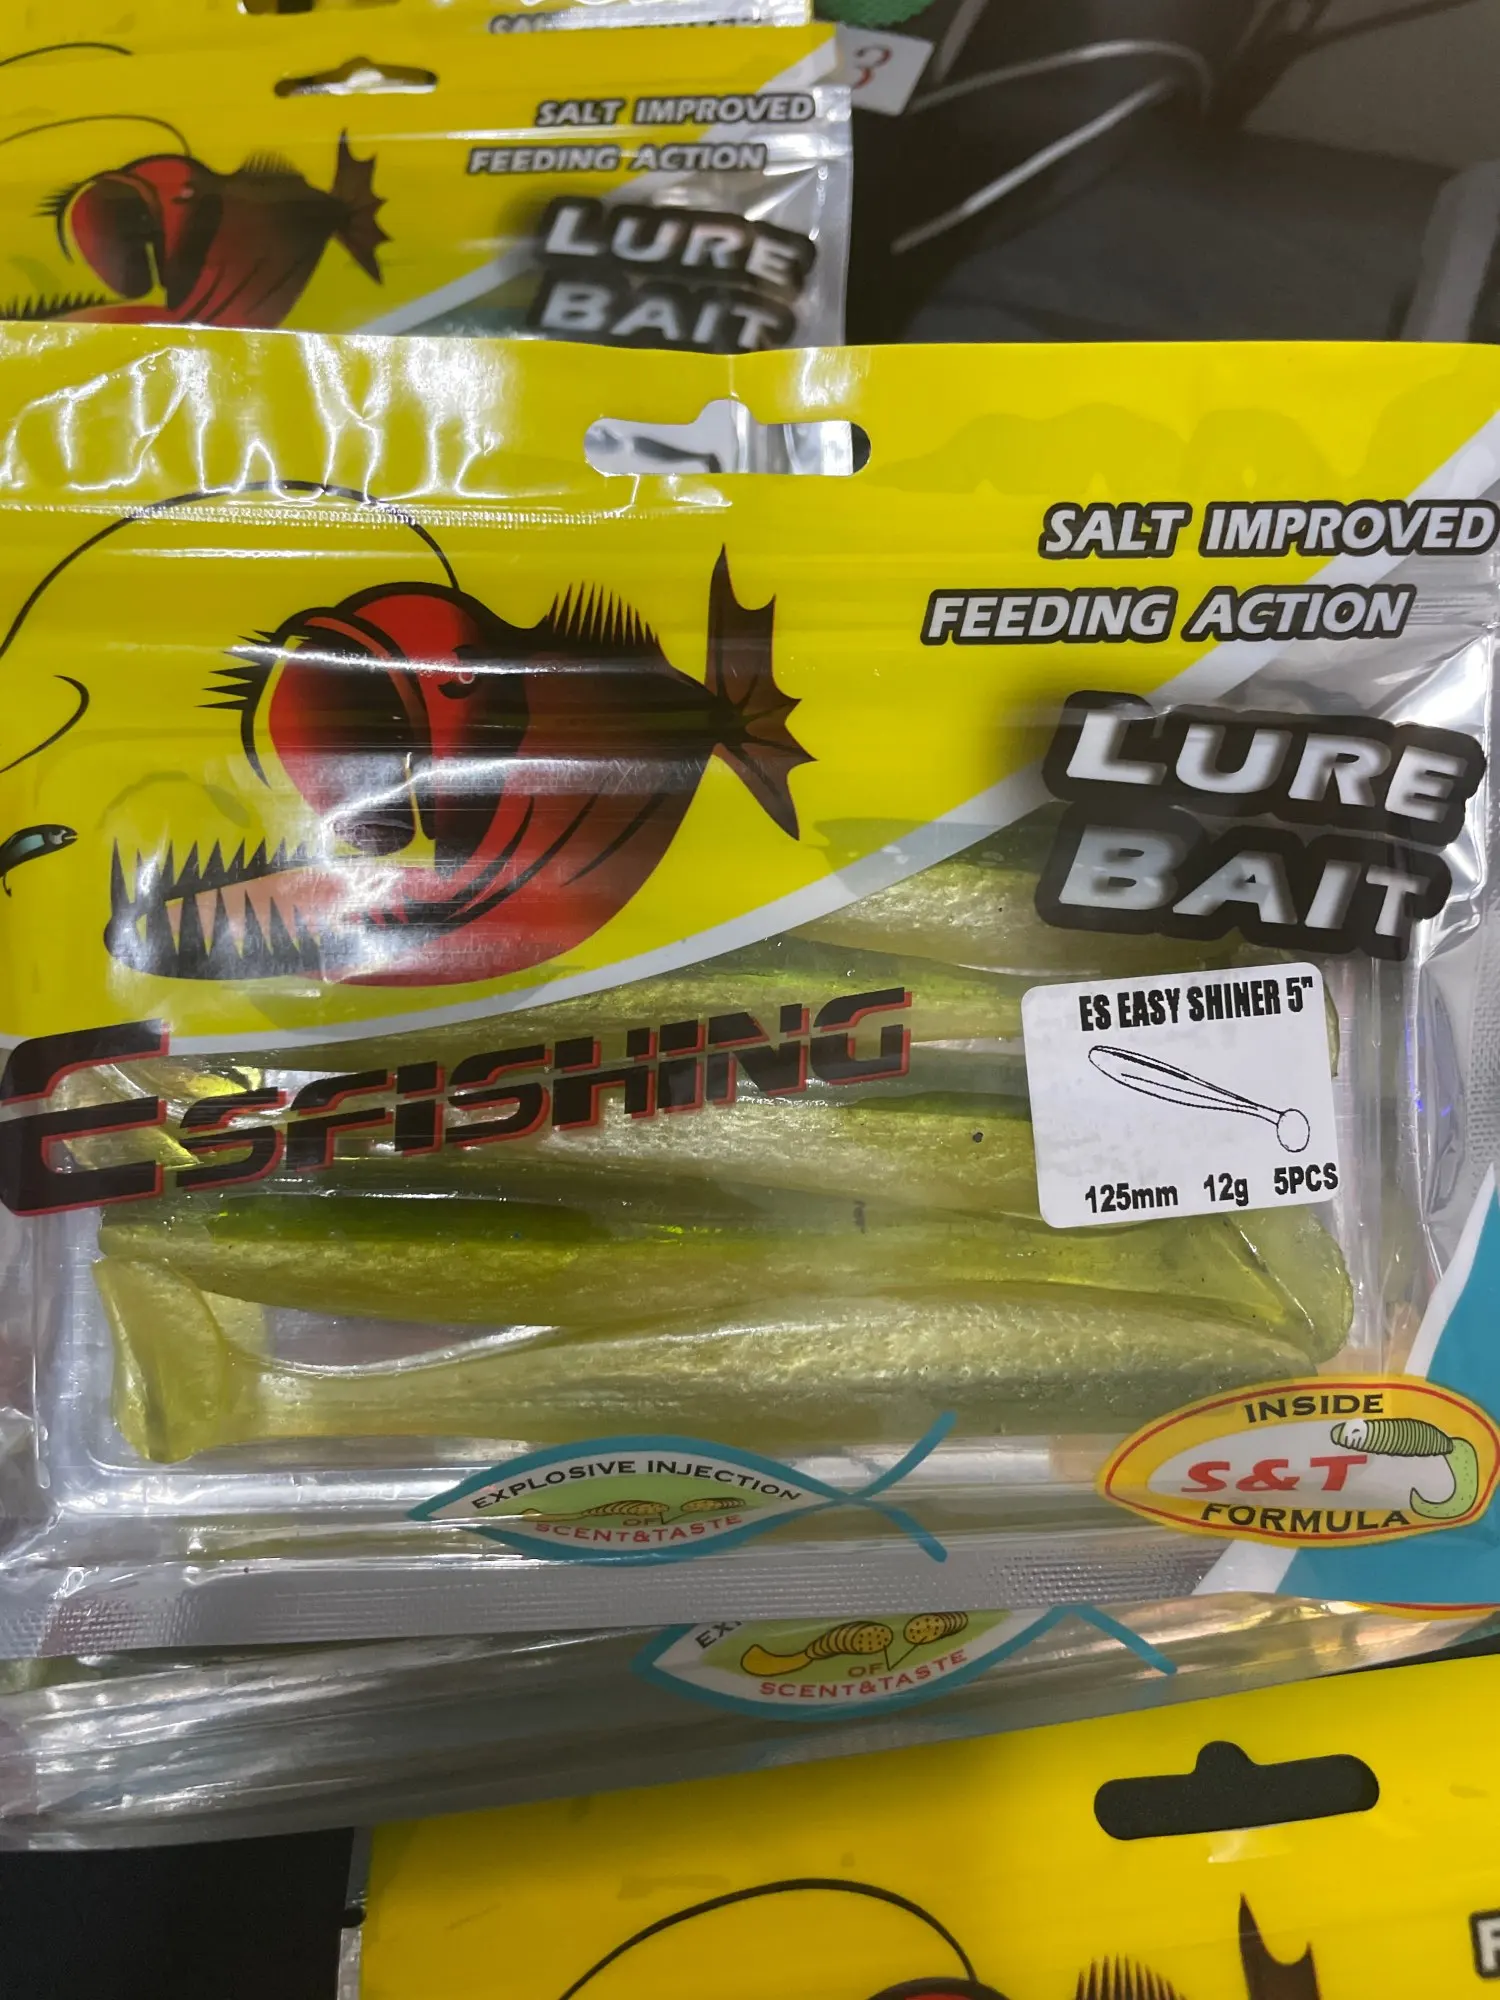 SALT IMPROVED
FEEDING ACTION
LURE
BAIT
3
SALT IMPROVED
FEEDING ACTION
LURE
BAIT
ESFISHING
ES EASY SHINER 5"
125mm 12g 5PCS
EXPLOSIVE INJECTION
OF
SCENT&TASTE
INSIDE
S&T
FORMULA
OF
SCENT&TASTE